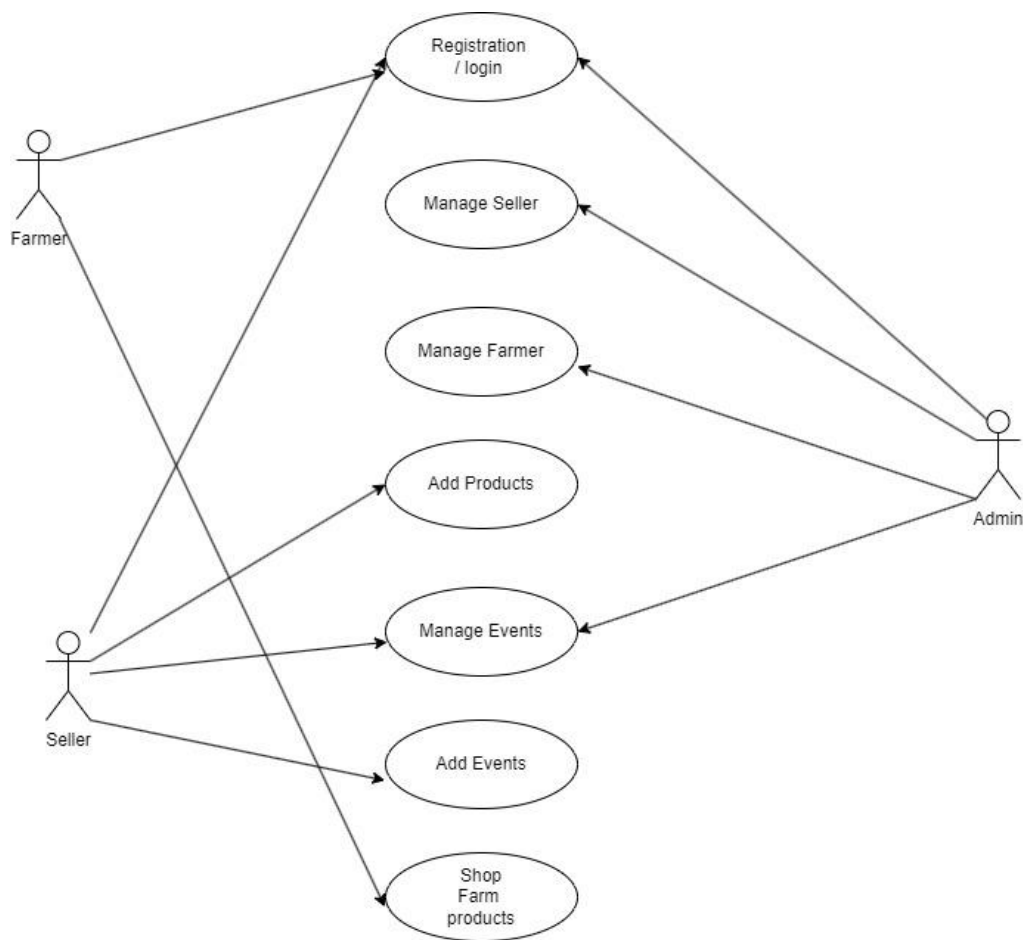 Registration
/ login
Farmer
Manage Seller
Manage Farmer
Add Products
Admin
Manage Events
Seller
Add Events
Shop
Farm
products